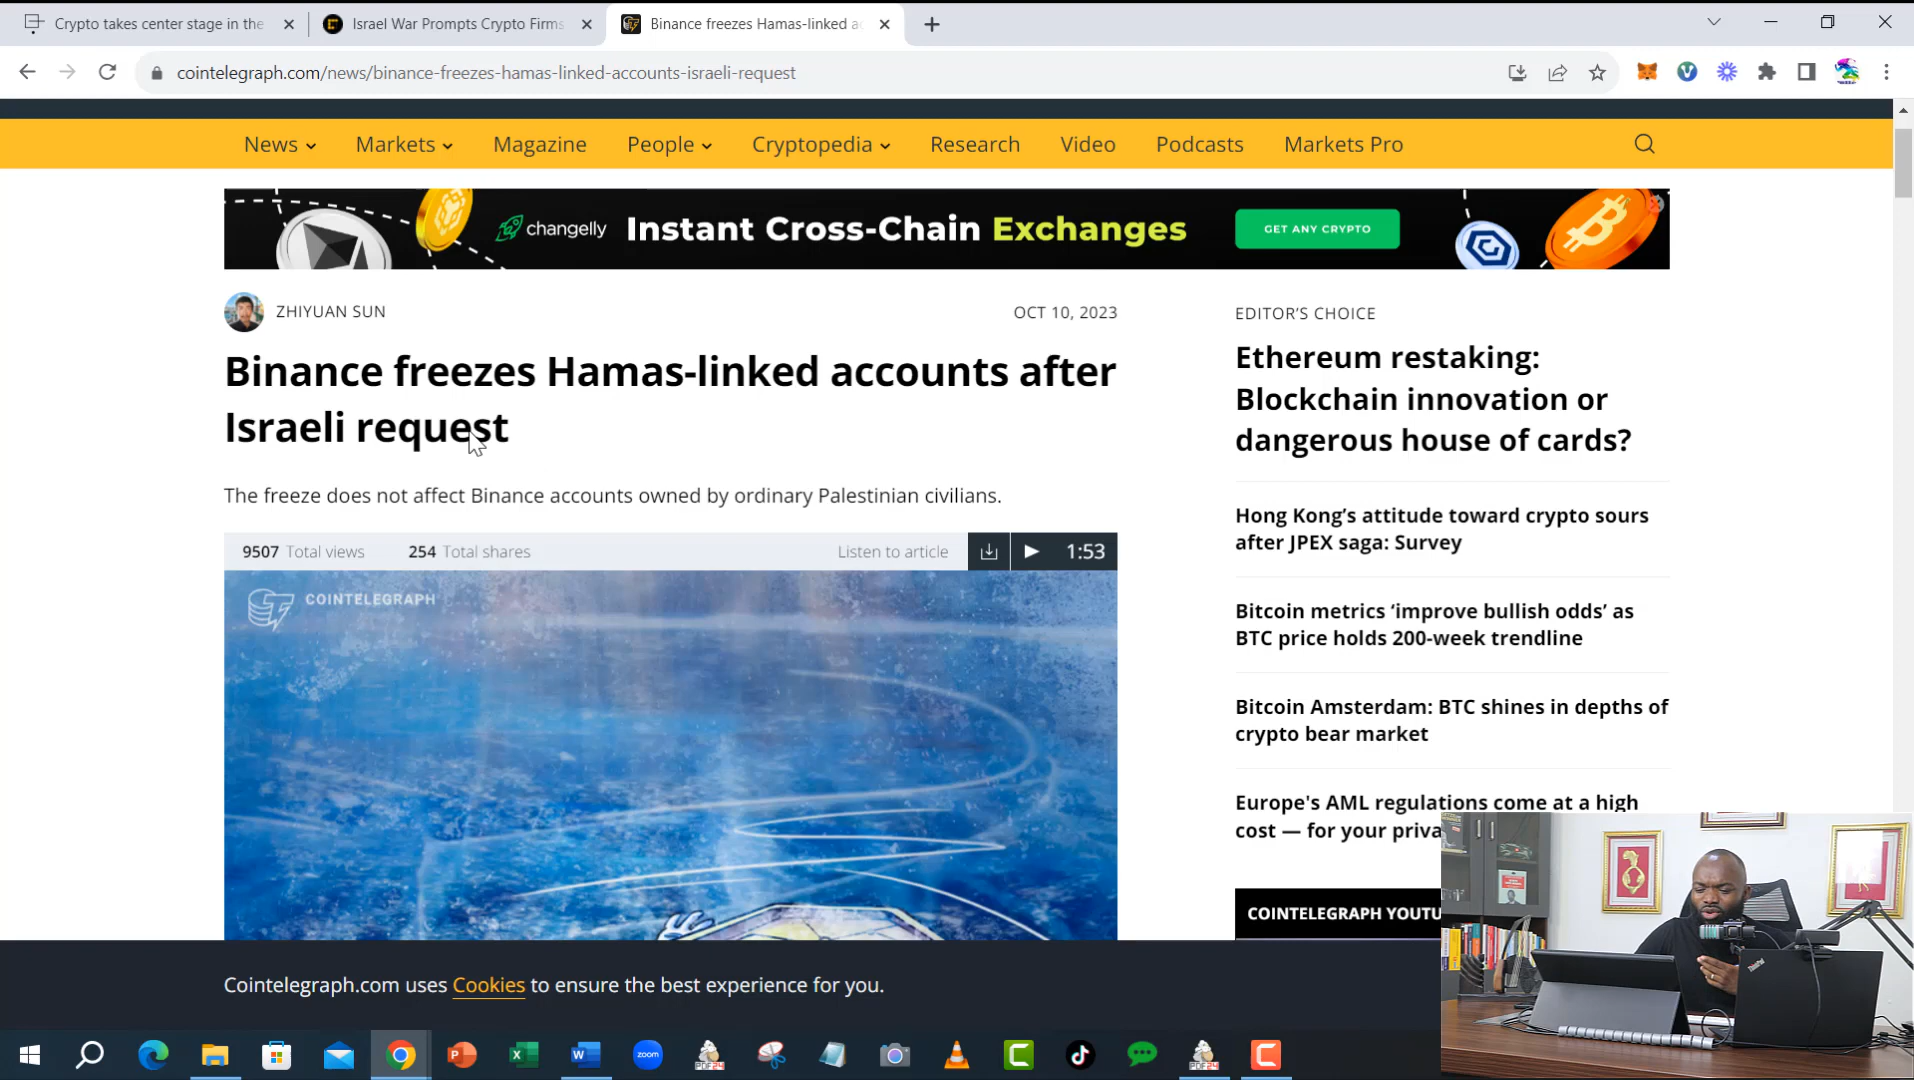 Crypto takes center stage in the
Israel War Prompts Crypto Firms
Binance freezes Hamas-linked ac
cointelegraph.com/news/binance-freezes-hamas-linked-accounts-israeli-request
News Markets Magazine People Cryptopedia Research Video Podcasts Markets Pro
changelly Instant Cross-Chain Exchanges GET ANY CRYPTO
ZHIYUAN SUN
OCT 10, 2023
Binance freezes Hamas-linked accounts after
Israeli request
The freeze does not affect Binance accounts owned by ordinary Palestinian civilians.
9507 Total views 254 Total shares Listen to article 1:53
COINTELEGRAPH
EDITOR'S CHOICE
Ethereum restaking:
Blockchain innovation or
dangerous house of cards?
Hong Kong’s attitude toward crypto sours
after JPEX saga: Survey
Bitcoin metrics ‘improve bullish odds’ as
BTC price holds 200-week trendline
Bitcoin Amsterdam: BTC shines in depths of
crypto bear market
Europe's AML regulations come at a high
cost — for your priva
COINTELEGRAPH YOUTU
Cointelegraph.com uses Cookies to ensure the best experience for you.
zoom
PDF24
PDF24
ThinkPad